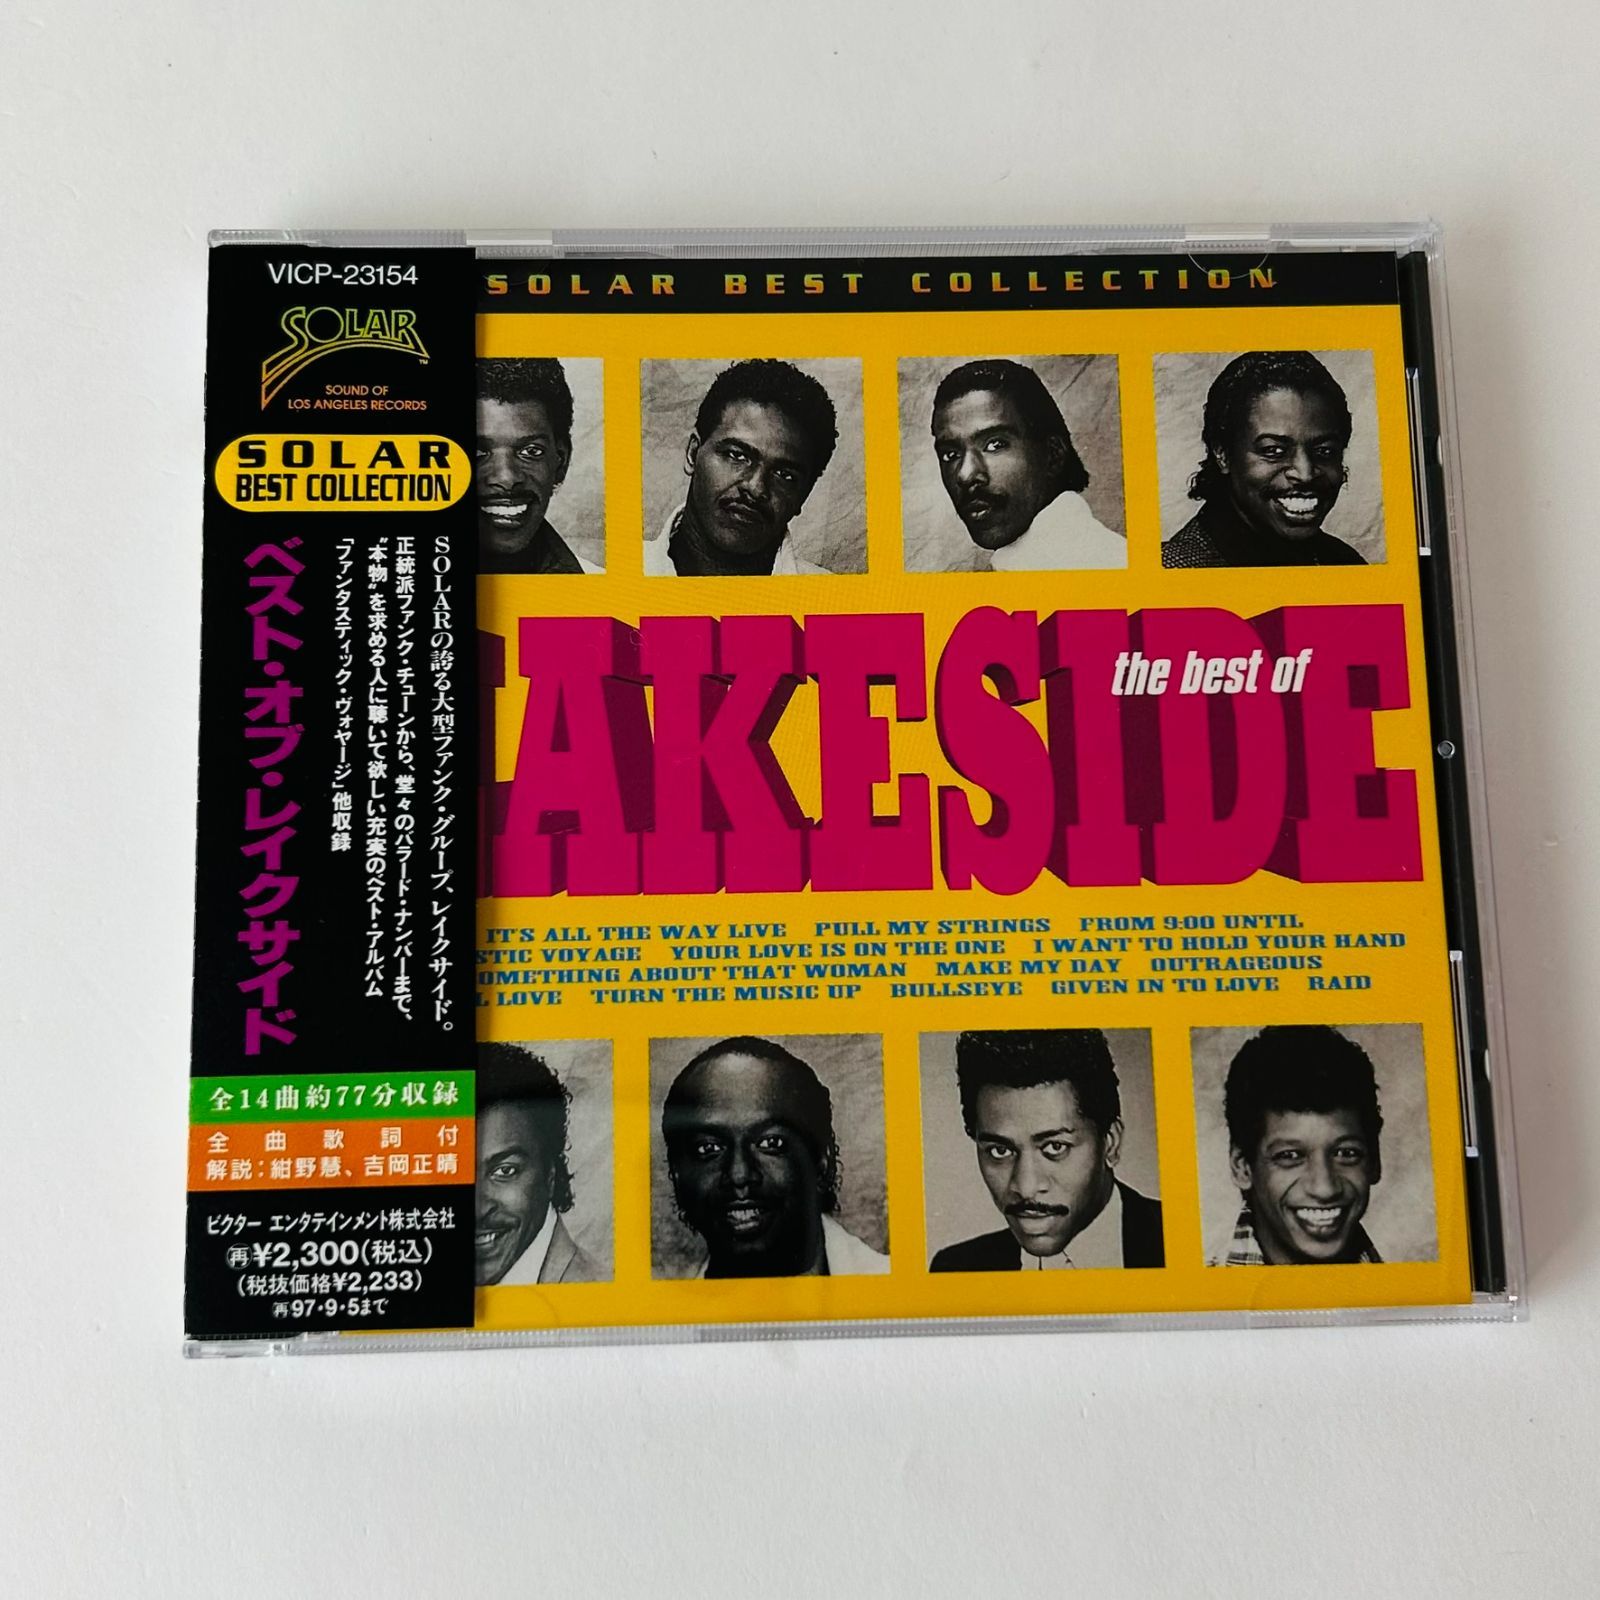 VICP-23154
SOLAR
TM
SOUND OF
LOS ANGELES RECORDS
SOLAR
BEST COLLECTION
ベスト・オブ・レイクサイド
SOLARの誇る大型ファンク・グループ、レイクサイド。
正統派ファンク・チューンから、堂々のバラード・ナンバーまで、
"本物"を求める人に聴いて欲しい充実のベスト・アルバム
「ファンタスティック・ヴォヤージ」他収録
全14曲約77分収録
全曲歌詞付
解説：紺野慧、吉岡正晴
ビクター エンタテインメント株式会社
再¥2,300(税込)
(税抜価格¥2,233)
再97・9・5まで
SOLAR BEST COLLECTION
the best of
LAKESIDE
IT'S ALL THE WAY LIVE PULL MY STRINGS FROM 9:00 UNTIL
STIC VOYAGE YOUR LOVE IS ON THE ONE I WANT TO HOLD YOUR HAND
OMETHING ABOUT THAT WOMAN MAKE MY DAY OUTRAGEOUS
L LOVE TURN THE MUSIC UP BULLSEYE GIVEN IN TO LOVE RAID